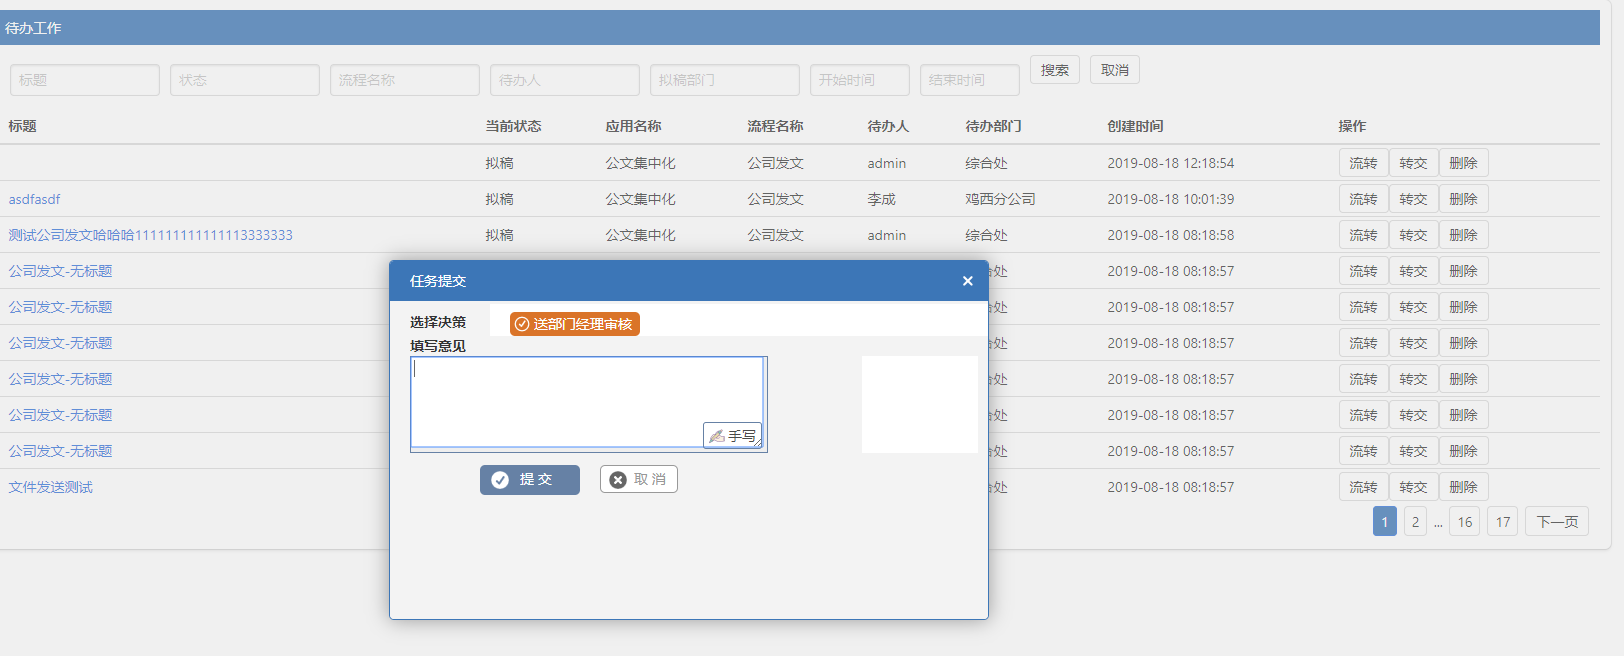 待办工作
标题 状态 流程名称 待办人 拟稿部门 开始时间 结束时间 搜索 取消
标题 当前状态 应用名称 流程名称 待办人 待办部门 创建时间 操作
拟稿 公文集中化 公司发文 admin 综合处 2019-08-18 12:18:54 流转 转交 删除
asdfasdf 拟稿 公文集中化 公司发文 李成 鸡西分公司 2019-08-18 10:01:39 流转 转交 删除
测试公司发文哈哈哈111111111111113333333 拟稿 公文集中化 公司发文 admin 综合处 2019-08-18 08:18:58 流转 转交 删除
公司发文-无标题 合处 2019-08-18 08:18:57 流转 转交 删除
公司发文-无标题 合处 2019-08-18 08:18:57 流转 转交 删除
公司发文-无标题 合处 2019-08-18 08:18:57 流转 转交 删除
公司发文-无标题 合处 2019-08-18 08:18:57 流转 转交 删除
公司发文-无标题 合处 2019-08-18 08:18:57 流转 转交 删除
公司发文-无标题 合处 2019-08-18 08:18:57 流转 转交 删除
文件发送测试 合处 2019-08-18 08:18:57 流转 转交 删除
1 2 ... 16 17 下一页
任务提交
选择决策 送部门经理审核
填写意见
手写
提 交 取 消